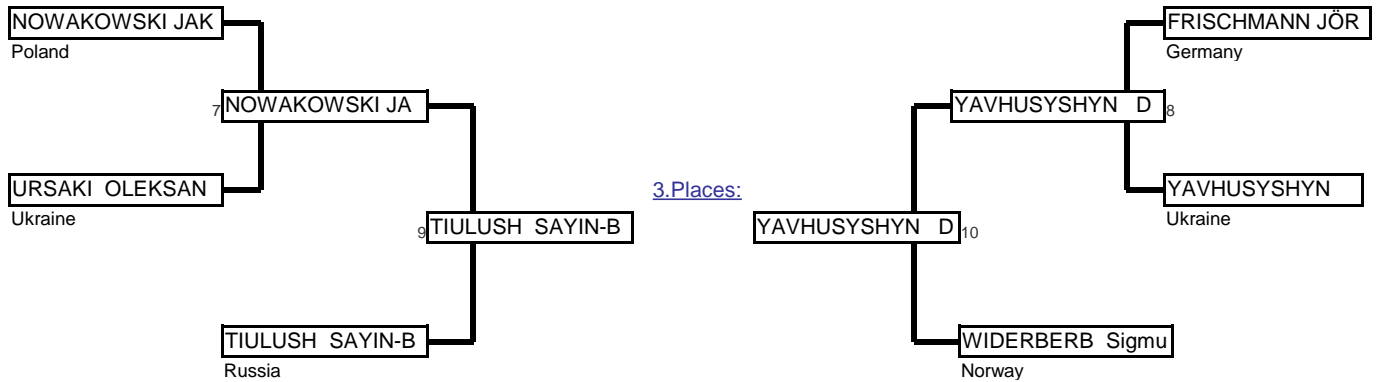 NOWAKOWSKI JAK
Poland
FRISCHMANN JÖR
Germany
7 NOWAKOWSKI JA
YAVHUSYSHYN D 8
URSAKI OLEKSAN
Ukraine
3.Places:
YAVHUSYSHYN
Ukraine
9 TIULUSH SAYIN-B
YAVHUSYSHYN D 10
TIULUSH SAYIN-B
Russia
WIDERBERB Sigmu
Norway